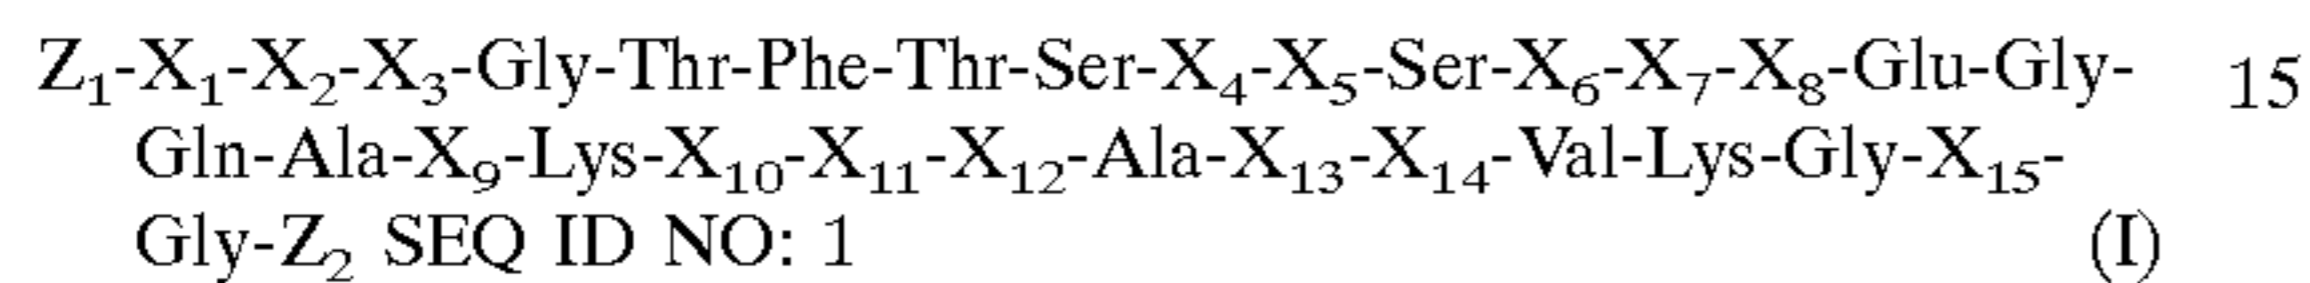 Z₁-X₁-X₂-X₃-Gly-Thr-Phe-Thr-Ser-X₄-X₅-Ser-X₆-X₇-X₈-Glu-Gly- 15
Gln-Ala-X₉-Lys-X₁₀-X₁₁-X₁₂-Ala-X₁₃-X₁₄-Val-Lys-Gly-X₁₅-
Gly-Z₂ SEQ ID NO: 1 (I)